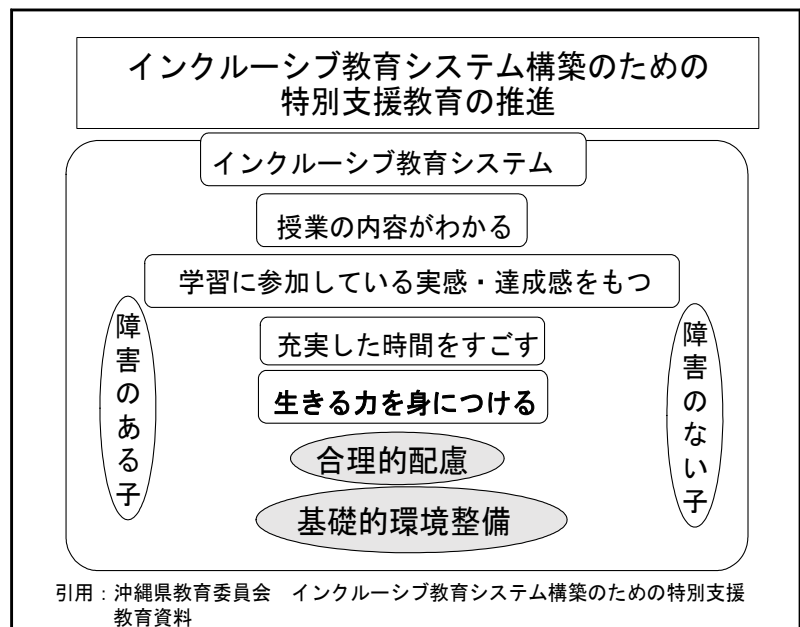 インクルーシブ教育システム構築のための
特別支援教育の推進
インクルーシブ教育システム
授業の内容がわかる
学習に参加している実感・達成感をもつ
障害のある子
充実した時間をすごす
障害のない子
生きる力を身につける
合理的配慮
基礎的環境整備
引用：沖縄県教育委員会　インクルーシブ教育システム構築のための特別支援
教育資料